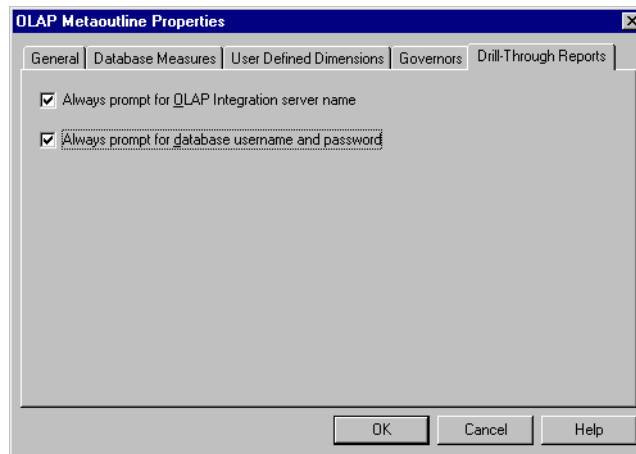 OLAP Metaoutline Properties
General Database Measures User Defined Dimensions Governors Drill-Through Reports
Always prompt for OLAP Integration server name
Always prompt for database username and password
OK Cancel Help